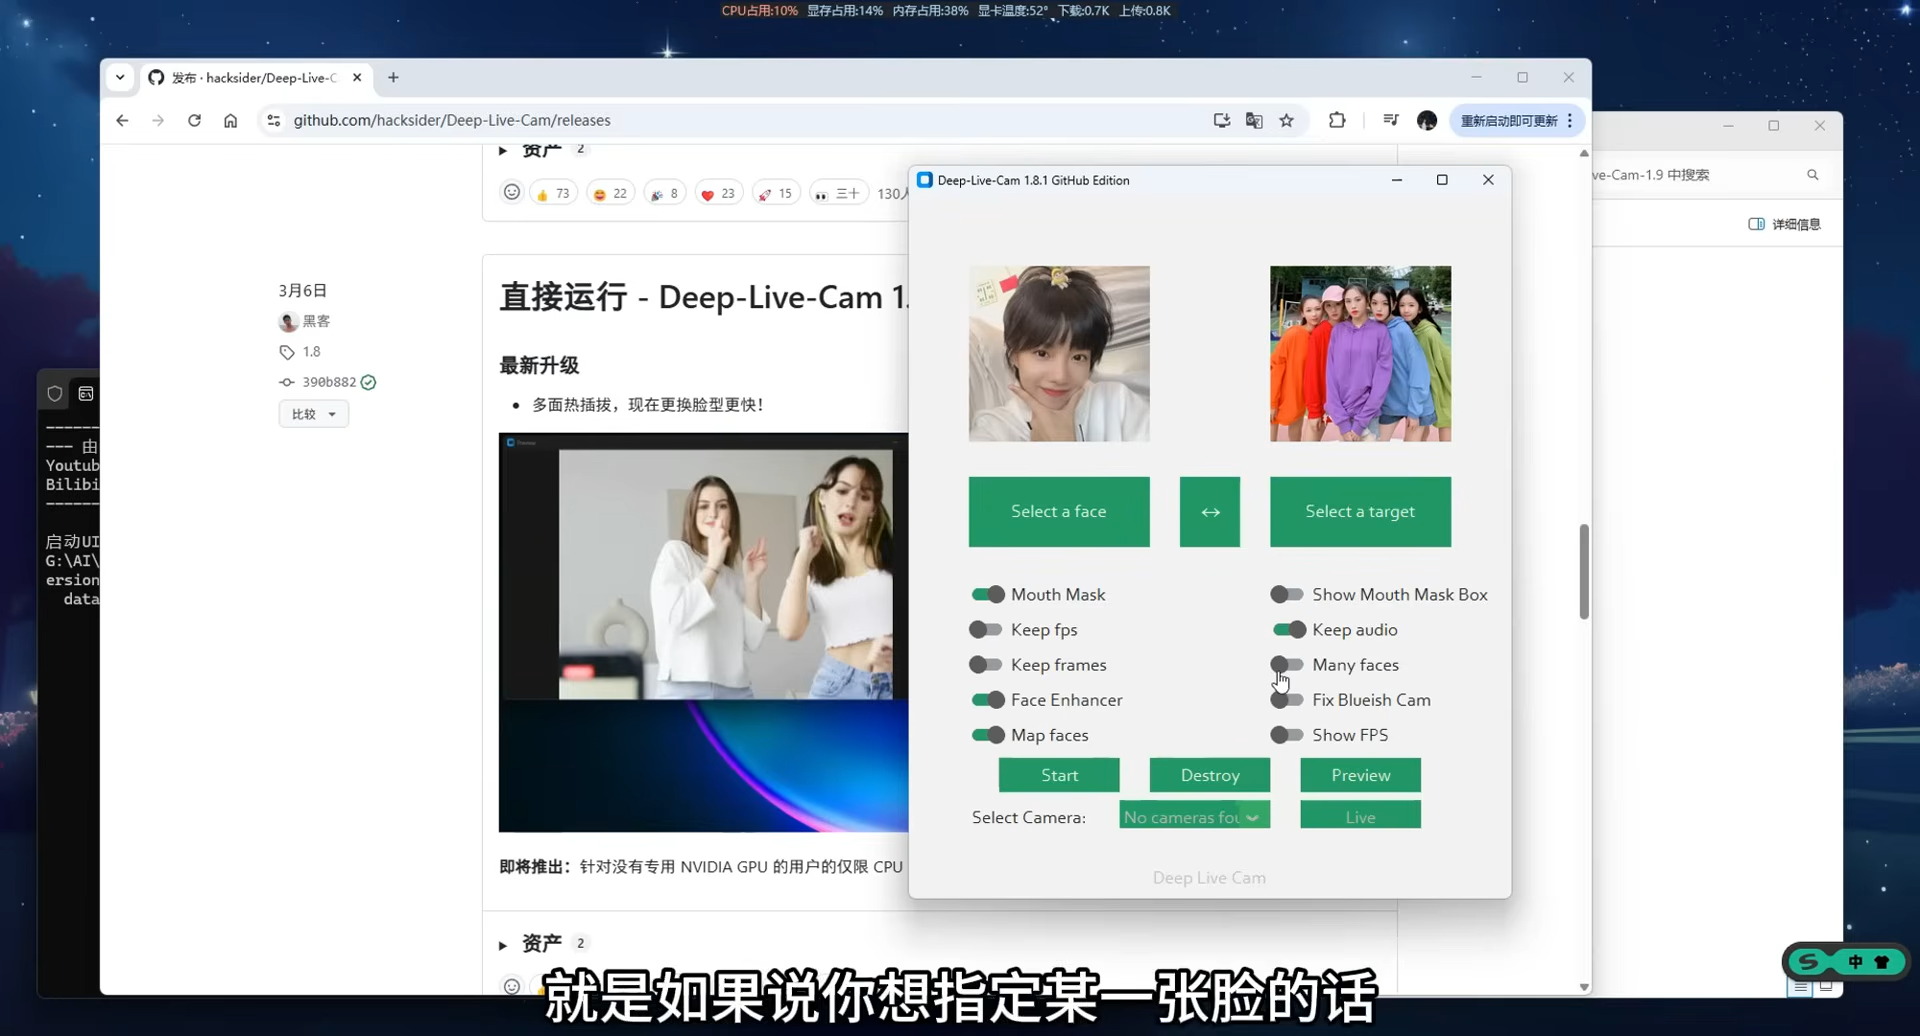 CPU占用:10% 显存占用:14% 内存占用:38% 显卡温度:52° 下载:0.7K 上传:0.8K
发布 · hacksider/Deep-Live-C
github.com/hacksider/Deep-Live-Cam/releases
重新启动即可更新
ve-Cam-1.9 中搜索
详细信息
资产 2
73 22 8 23 15 三十 130人
3月6日
黑客
1.8
390b882
比较
直接运行 - Deep-Live-Cam 1.
最新升级
多面热插拔，现在更换脸型更快！
即将推出：针对没有专用 NVIDIA GPU 的用户的仅限 CPU
资产 2
--- 由
Youtub
Bilibi
启动UI
G:\AI\
ersion
data
Deep-Live-Cam 1.8.1 GitHub Edition
Select a face
↔
Select a target
Mouth Mask
Show Mouth Mask Box
Keep fps
Keep audio
Keep frames
Many faces
Face Enhancer
Fix Blueish Cam
Map faces
Show FPS
Start
Destroy
Preview
Select Camera:
No cameras fou
Live
Deep Live Cam
中
就是如果说你想指定某一张脸的话